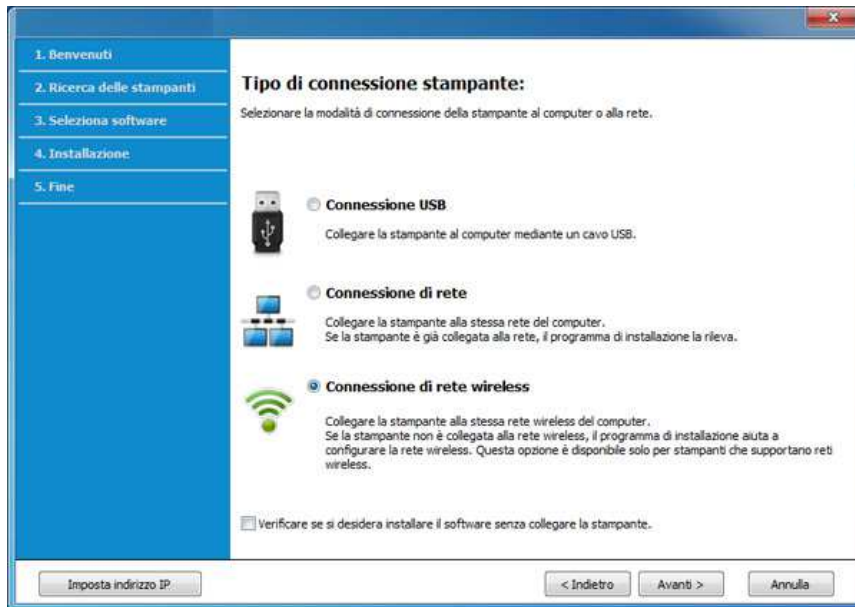 1. Benvenuti
2. Ricerca delle stampanti
3. Seleziona software
4. Installazione
5. Fine
Tipo di connessione stampante:
Selezionare la modalità di connessione della stampante al computer o alla rete.
Connessione USB
Collegare la stampante al computer mediante un cavo USB.
Connessione di rete
Collegare la stampante alla stessa rete del computer.
Se la stampante è già collegata alla rete, il programma di installazione la rileva.
Connessione di rete wireless
Collegare la stampante alla stessa rete wireless del computer.
Se la stampante non è collegata alla rete wireless, il programma di installazione aiuta a
configurare la rete wireless. Questa opzione è disponibile solo per stampanti che supportano reti
wireless.
Verificare se si desidera installare il software senza collegare la stampante.
Imposta indirizzo IP
< Indietro
Avanti >
Annulla